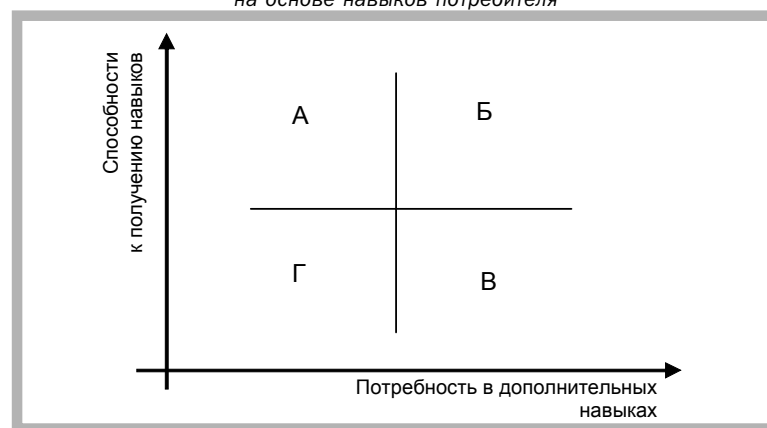 на основе навыков потребителя
Способности
к получению навыков
А
Б
Г
В
Потребность в дополнительных
навыках